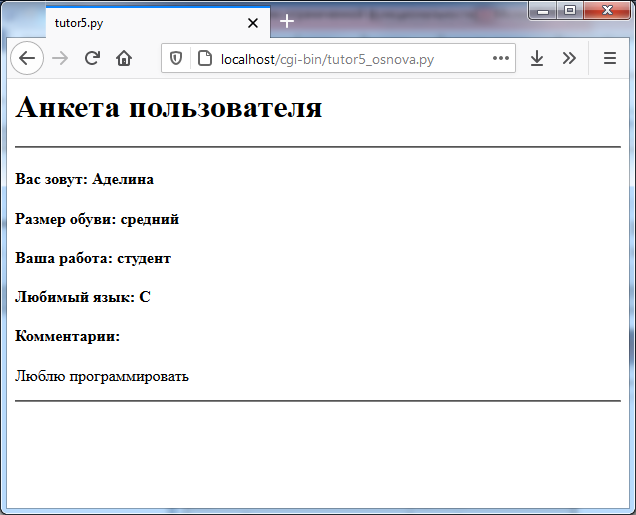 tutor5.py
localhost/cgi-bin/tutor5_osnova.py
Анкета пользователя
Вас зовут: Аделина
Размер обуви: средний
Ваша работа: студент
Любимый язык: C
Комментарии:
Люблю программировать